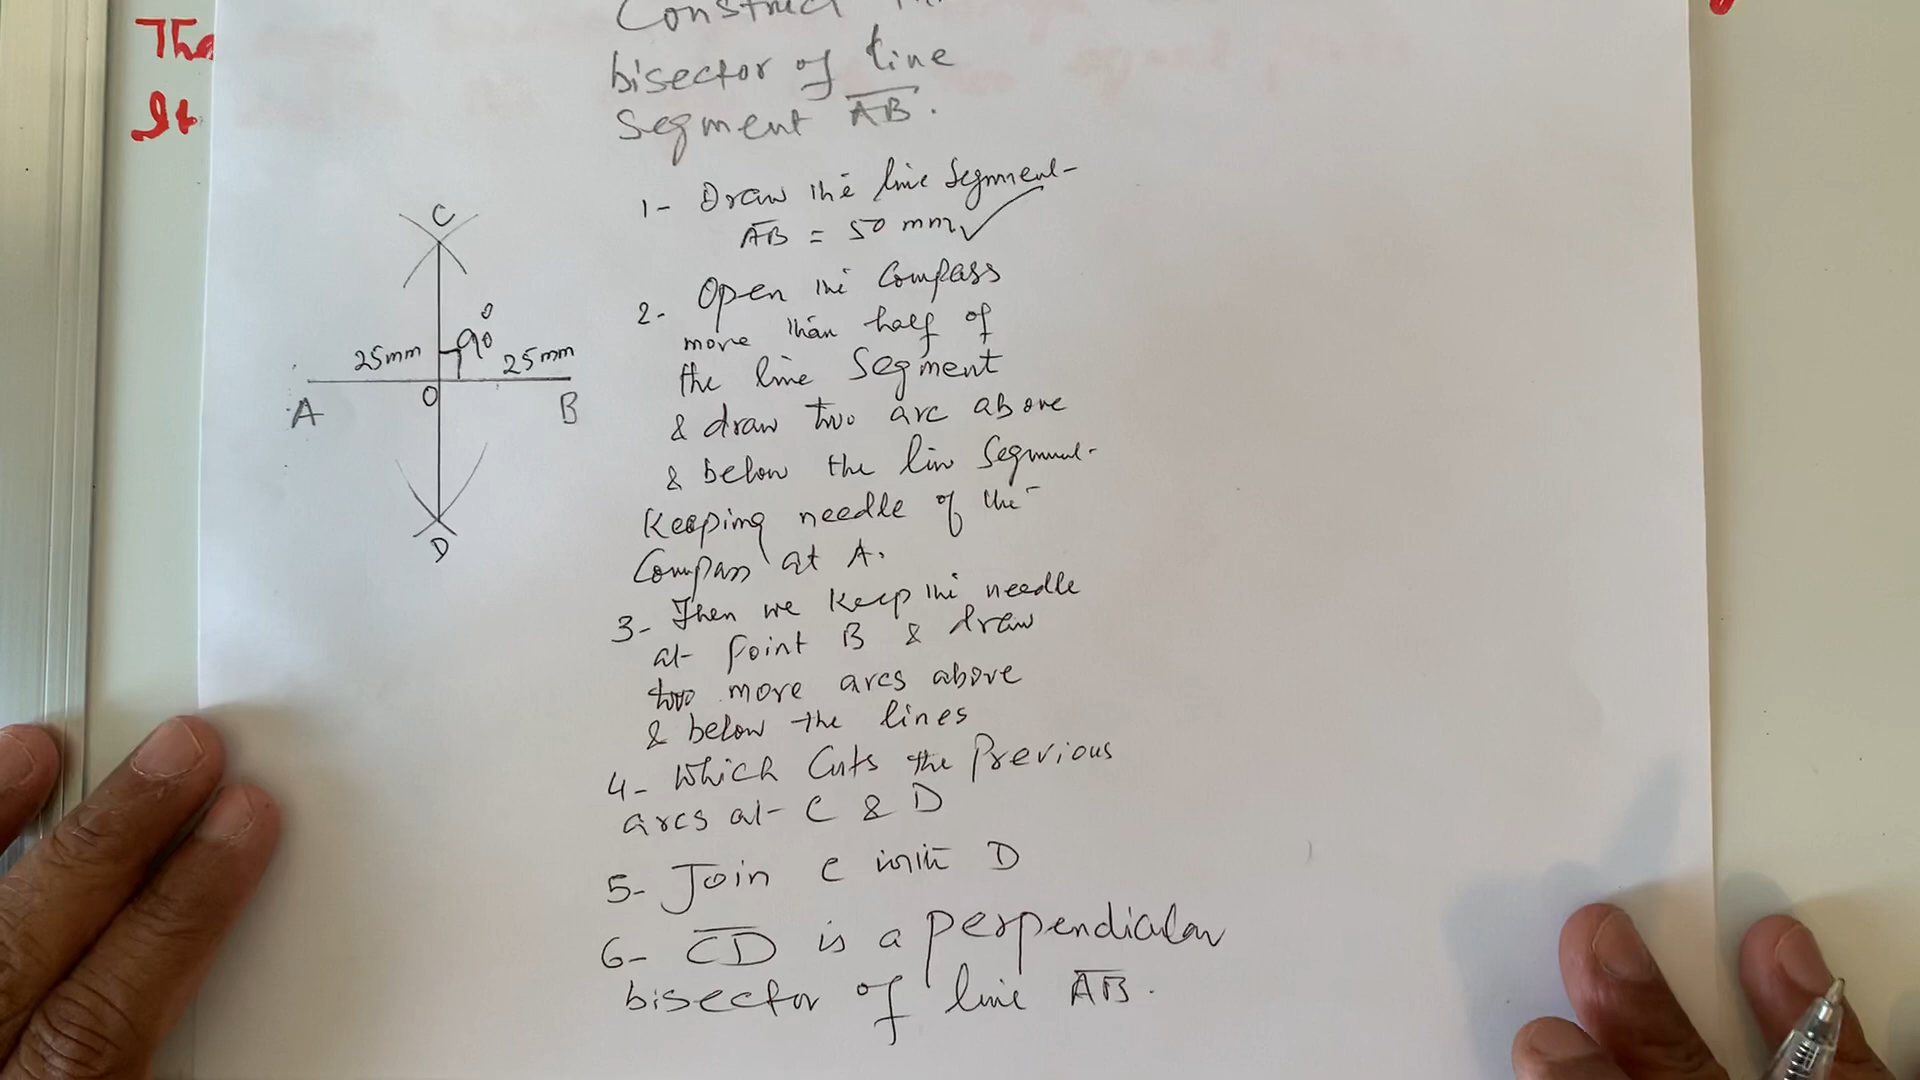 The
It
Construct
bisector of line
segment AB.
1- Draw the line segment
AB = 50 mm
2- Open the Compass
more than half of
the line Segment
& draw two arc above
& below the line Segment
Keeping needle of the
Compass at A.
3- Then we keep the needle
at point B & draw
two more arcs above
& below the lines
4- which Cuts the Previous
arcs at C & D
5- Join C with D
6- CD is a perpendicular
bisector of line AB.
C
90°
25mm
25mm
A
O
B
D